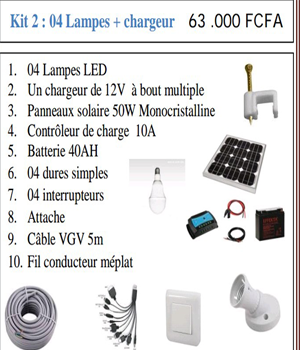 Kit 2 : 04 Lampes + chargeur 63 .000 FCFA
1. 04 Lampes LED
2. Un chargeur de 12V à bout multiple
3. Panneaux solaire 50W Monocristalline
4. Contrôleur de charge 10A
5. Batterie 40AH
6. 04 dures simples
7. 04 interrupteurs
8. Attache
9. Câble VGV 5m
10. Fil conducteur méplat